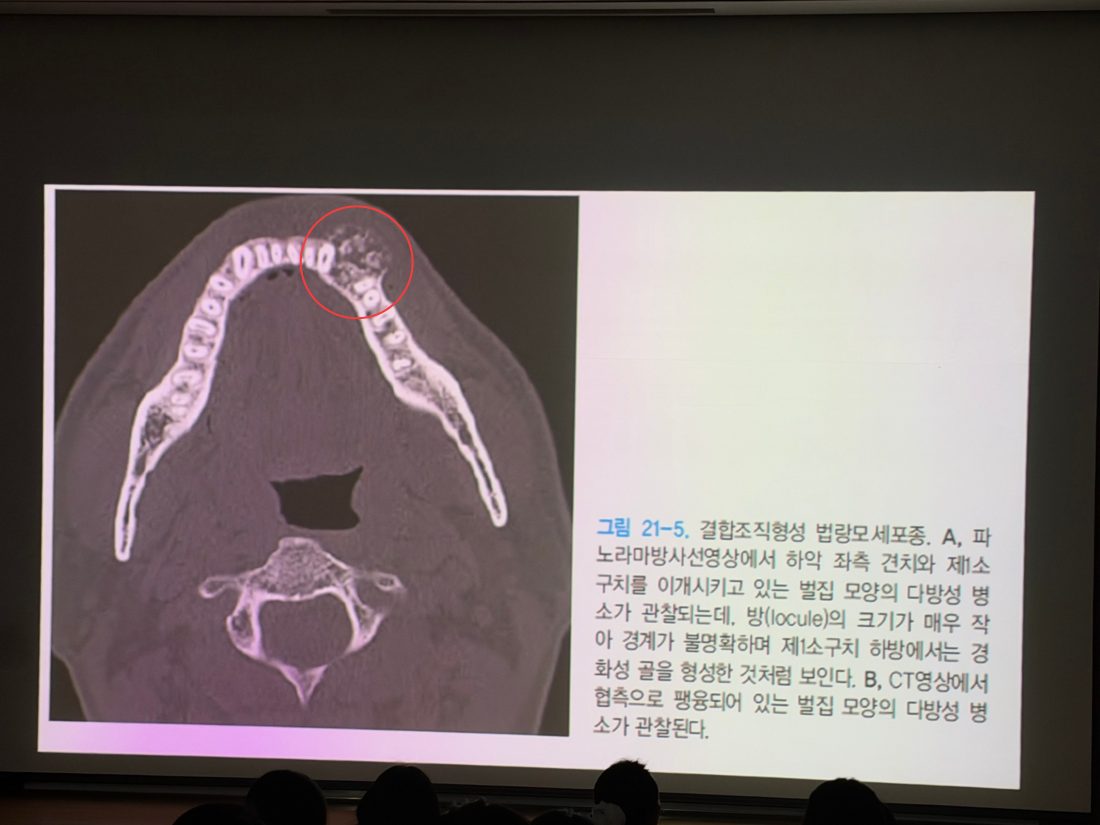 그림 21-5. 결합조직형성 법랑모세포종. A, 파
노라마방사선영상에서 하악 좌측 견치와 제1소
구치를 이개시키고 있는 벌집 모양의 다방성 병
소가 관찰되는데, 방(locule)의 크기가 매우 작
아 경계가 불명확하며 제1소구치 하방에서는 경
화성 골을 형성한 것처럼 보인다. B, CT영상에서
협측으로 팽융되어 있는 벌집 모양의 다방성 병
소가 관찰된다.